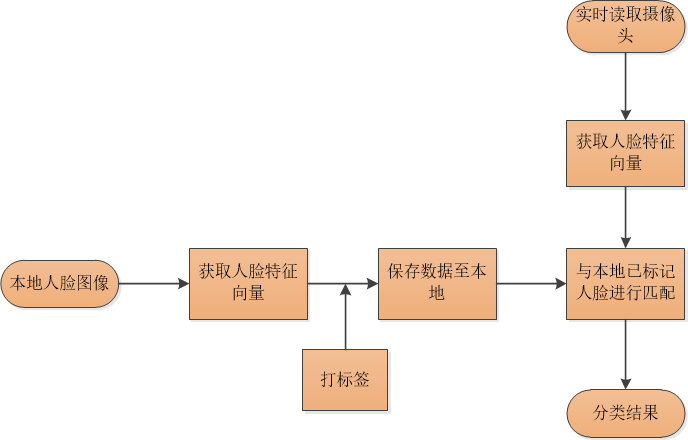 实时读取摄像
头
获取人脸特征
向量
本地人脸图像
获取人脸特征
向量
保存数据至本
地
与本地已标记
人脸进行匹配
打标签
分类结果